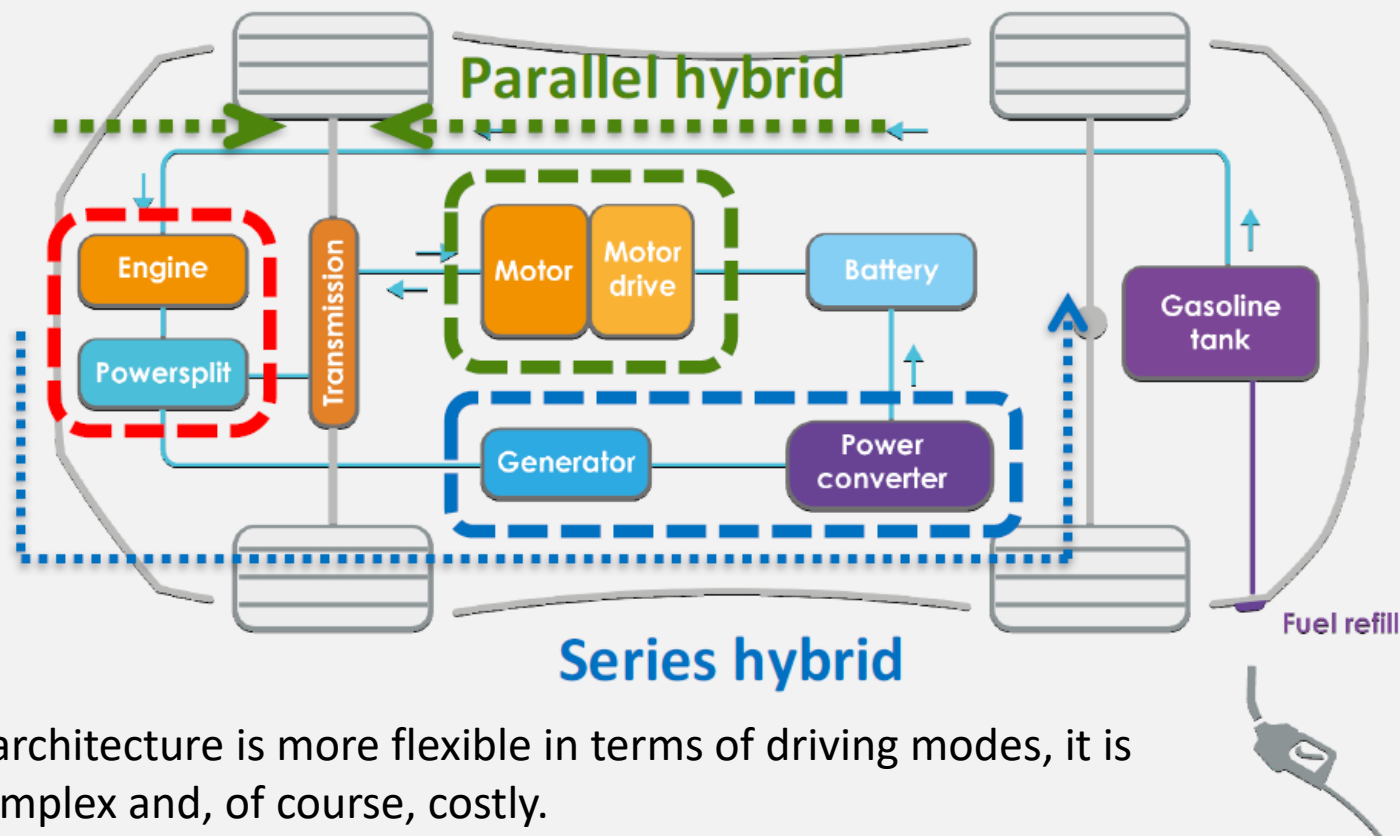 Parallel hybrid
Engine
Powersplit
Transmission
Motor
Motor
drive
Battery
Gasoline
tank
Generator
Power
converter
Fuel refill
Series hybrid
architecture is more flexible in terms of driving modes, it is
mplex and, of course, costly.